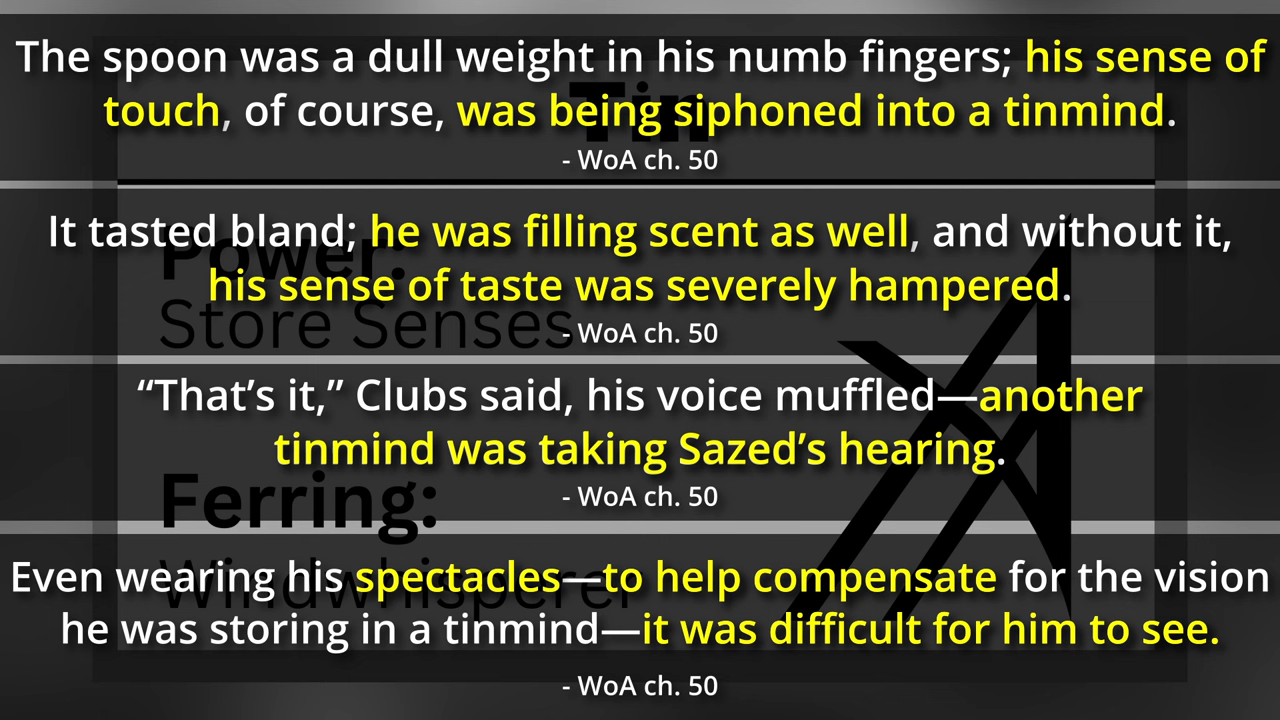 The spoon was a dull weight in his numb fingers; his sense of
touch, of course, was being siphoned into a tinmind.
- WoA ch. 50
It tasted bland; he was filling scent as well, and without it,
his sense of taste was severely hampered.
- WoA ch. 50
“That’s it,” Clubs said, his voice muffled—another
tinmind was taking Sazed’s hearing.
- WoA ch. 50
Even wearing his spectacles—to help compensate for the vision
he was storing in a tinmind—it was difficult for him to see.
- WoA ch. 50
Tin
Power:
Store Senses
Ferring:
Windwhisperer